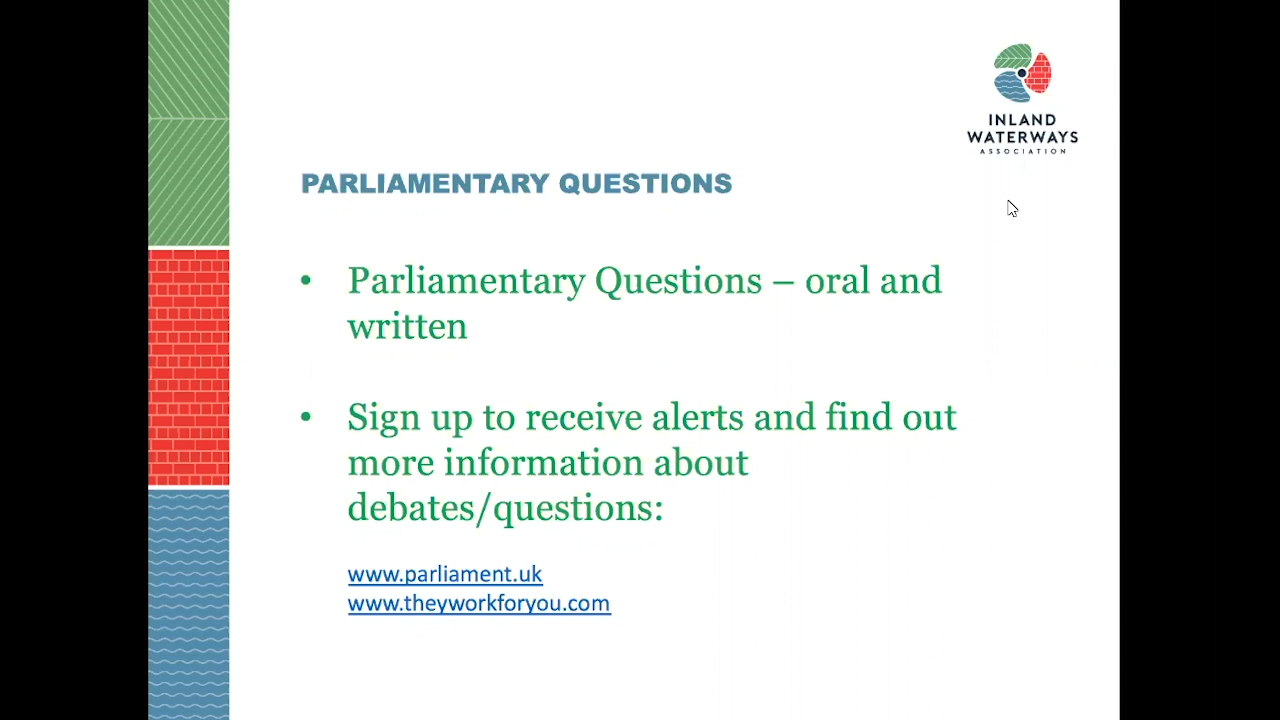 INLAND
WATERWAYS
ASSOCIATION
PARLIAMENTARY QUESTIONS
• Parliamentary Questions – oral and
written
• Sign up to receive alerts and find out
more information about
debates/questions:
www.parliament.uk
www.theyworkforyou.com